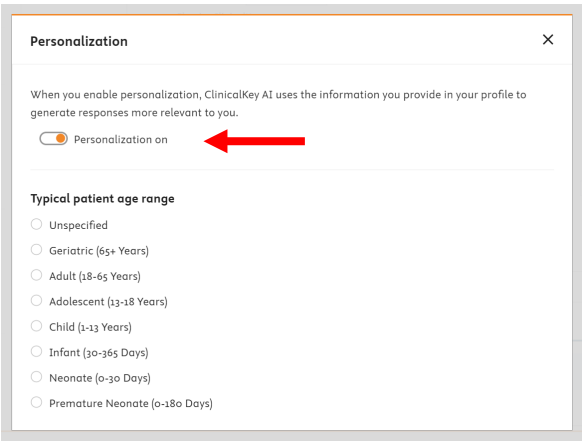 Personalization
When you enable personalization, ClinicalKey AI uses the information you provide in your profile to
generate responses more relevant to you.
Personalization on
Typical patient age range
Unspecified
Geriatric (65+ Years)
Adult (18-65 Years)
Adolescent (13-18 Years)
Child (1-13 Years)
Infant (30-365 Days)
Neonate (0-30 Days)
Premature Neonate (0-180 Days)